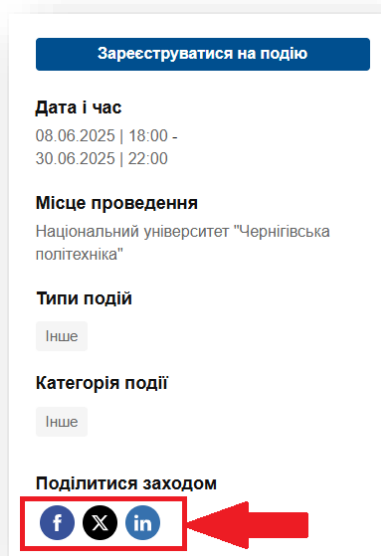 Зареєструватися на подію
Дата і час
08.06.2025 | 18:00 -
30.06.2025 | 22:00
Місце проведення
Національний університет "Чернігівська
політехніка"
Типи подій
Інше
Категорія події
Інше
Поділитися заходом
f X in